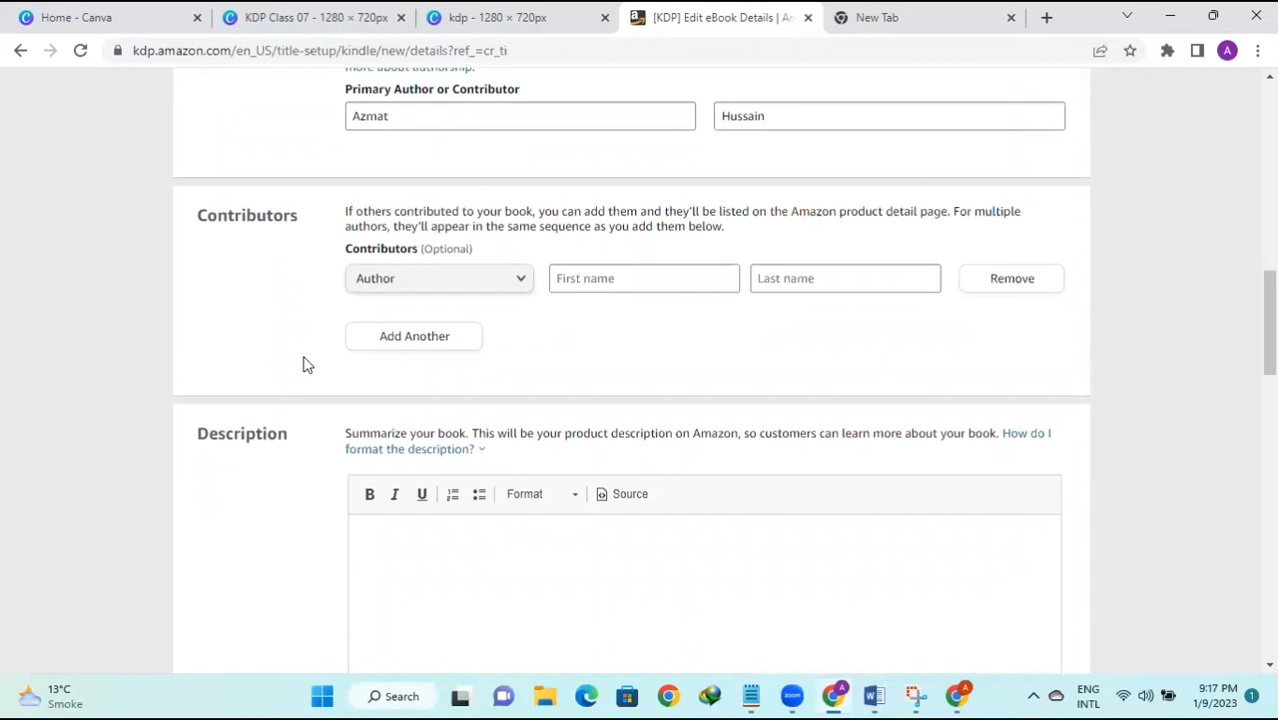 Home - Canva
KDP Class 07 - 1280 × 720px
kdp - 1280 × 720px
[KDP] Edit eBook Details | An
New Tab
kdp.amazon.com/en_US/title-setup/kindle/new/details?ref_=cr_ti
A
more about authorship.
Primary Author or Contributor
Azmat
Hussain
Contributors
If others contributed to your book, you can add them and they'll be listed on the Amazon product detail page. For multiple
authors, they'll appear in the same sequence as you add them below.
Contributors (Optional)
Author
First name
Last name
Remove
Add Another
Description
Summarize your book. This will be your product description on Amazon, so customers can learn more about your book. How do I
format the description?
B I U
Format
Source
13°C
Smoke
Search
zoom
A
A
ENG
INTL
9:17 PM
1/9/2023
1